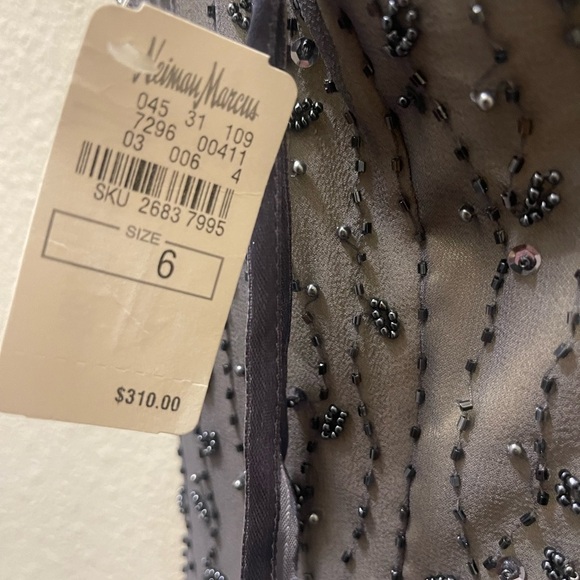 Neiman Marcus
045 31 109
7296 00411
03 006 4
SKU 2683 7995
SIZE
6
$310.00